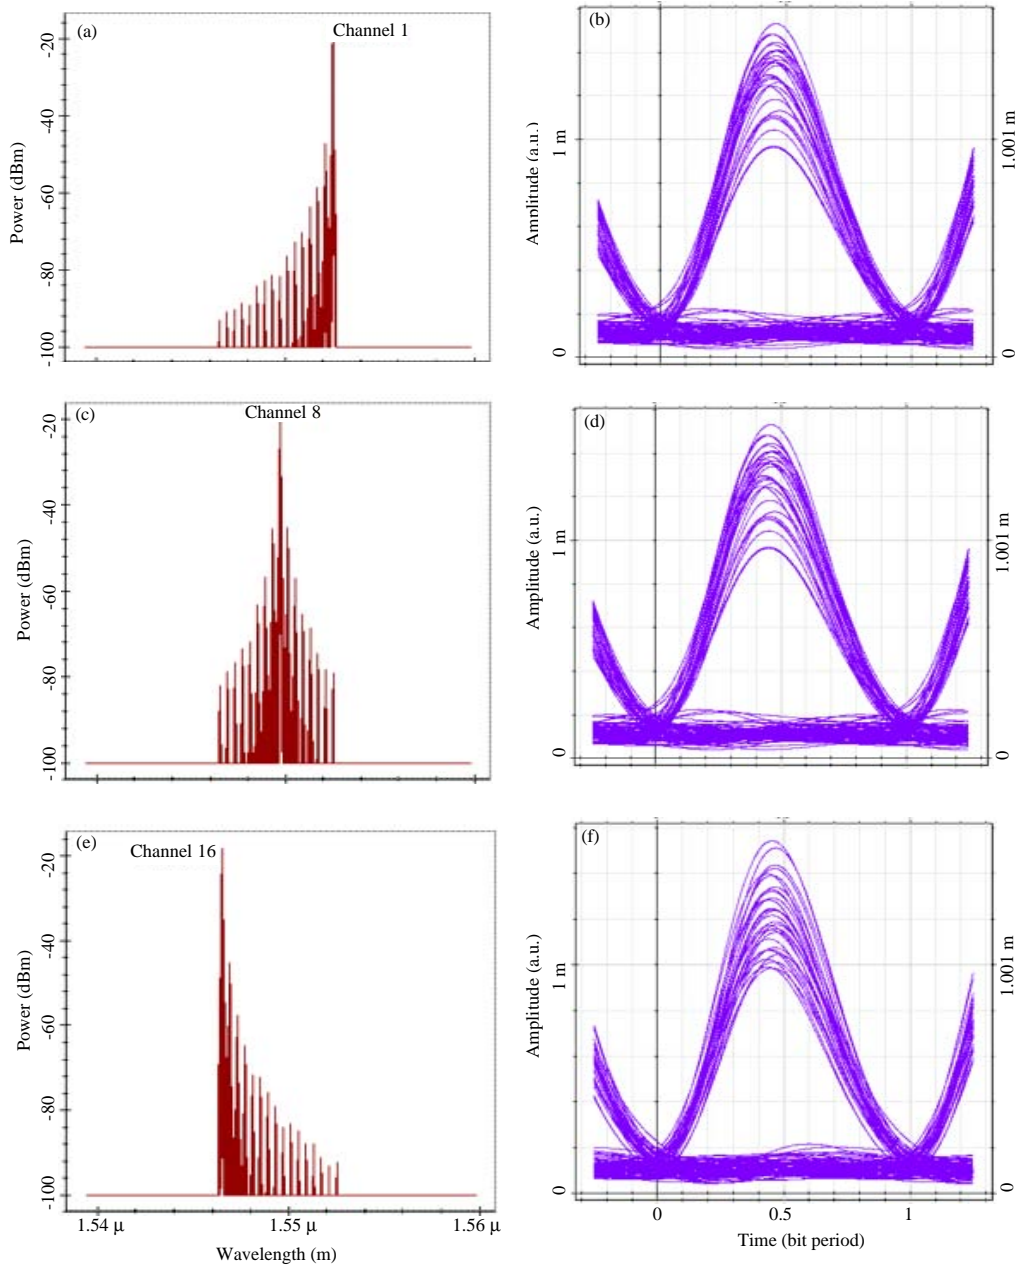 (a)
Channel 1
Power (dBm)
-20
-40
-60
-80
-100
(b)
Amplitude (a.u.)
1 m
0
1.001 m
0
(c)
Channel 8
Power (dBm)
-20
-40
-60
-80
-100
(d)
Amplitude (a.u.)
1 m
0
1.001 m
0
(e)
Channel 16
Power (dBm)
-20
-40
-60
-80
-100
1.54 µ
1.55 µ
1.56 µ
Wavelength (m)
(f)
Amplitude (a.u.)
1 m
0
1.001 m
0
0
0.5
1
Time (bit period)